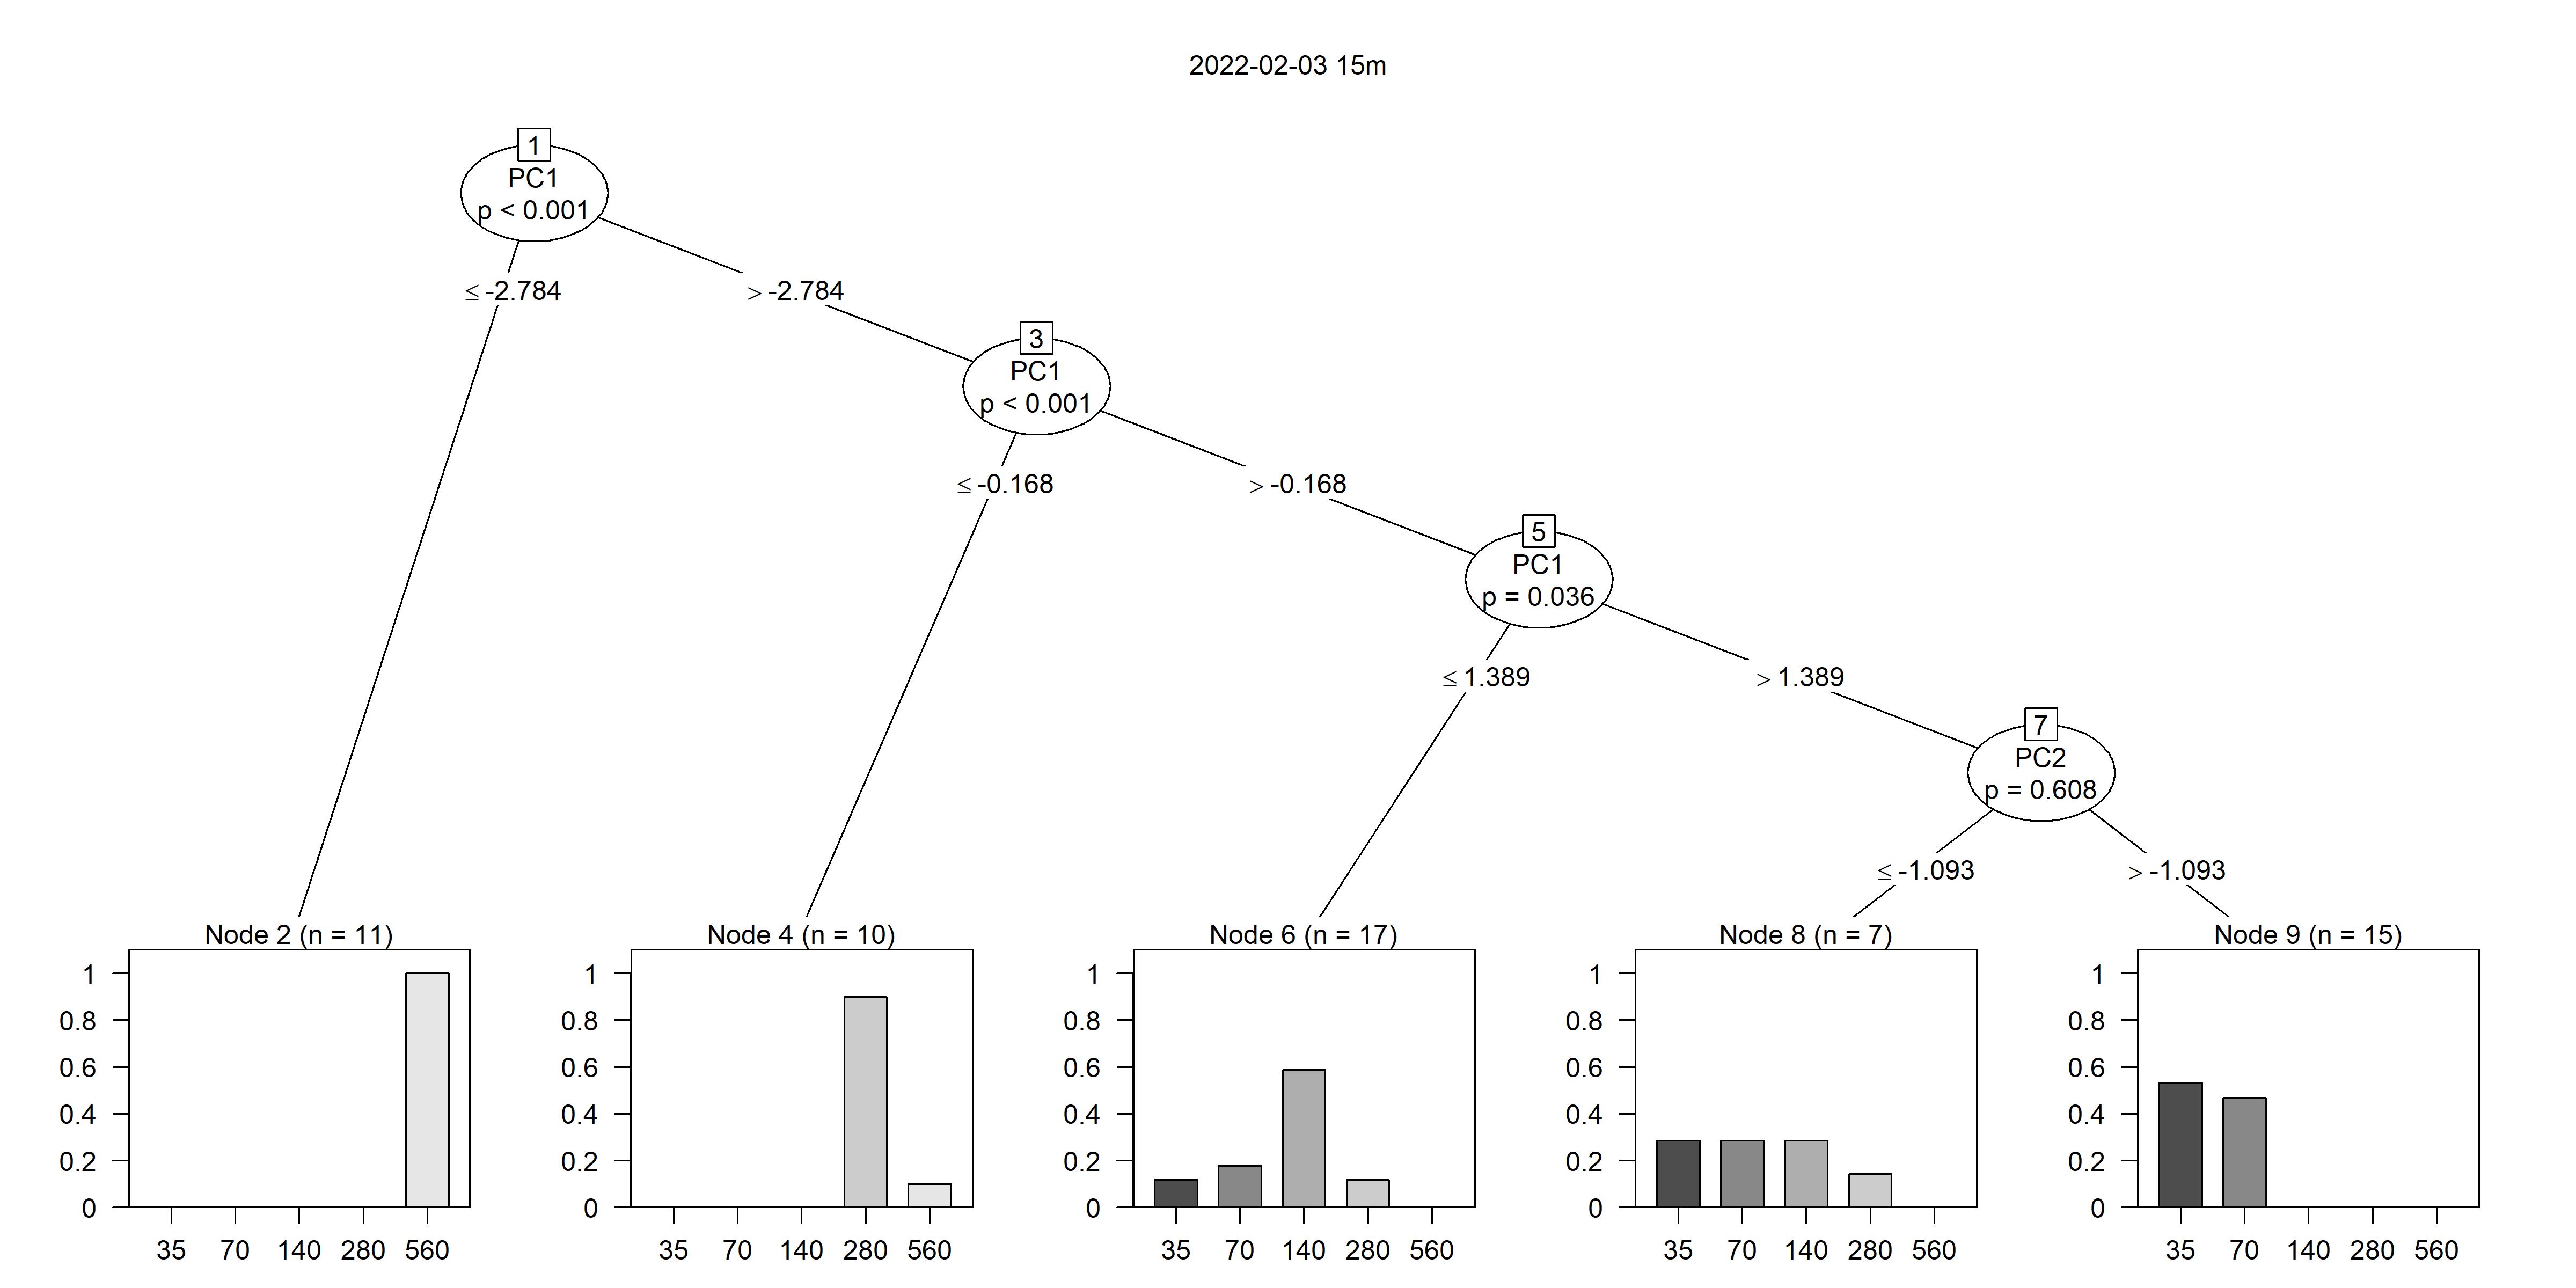 2022-02-03 15m
1
PC1
p < 0.001
≤ -2.784
> -2.784
3
PC1
p < 0.001
≤ -0.168
> -0.168
5
PC1
p = 0.036
≤ 1.389
> 1.389
7
PC2
p = 0.608
≤ -1.093
> -1.093
Node 2 (n = 11)
1
0.8
0.6
0.4
0.2
0
35 70 140 280 560
Node 4 (n = 10)
1
0.8
0.6
0.4
0.2
0
35 70 140 280 560
Node 6 (n = 17)
1
0.8
0.6
0.4
0.2
0
35 70 140 280 560
Node 8 (n = 7)
1
0.8
0.6
0.4
0.2
0
35 70 140 280 560
Node 9 (n = 15)
1
0.8
0.6
0.4
0.2
0
35 70 140 280 560